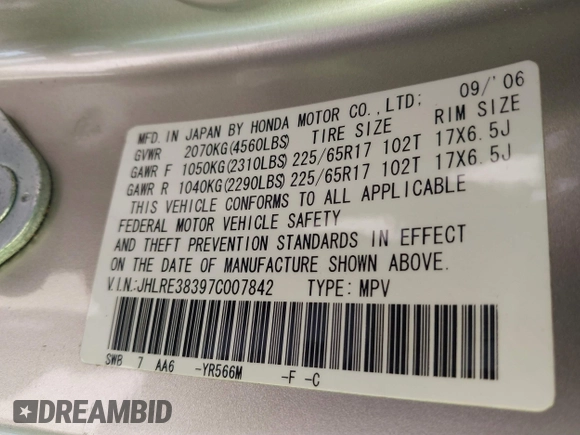 09/'06
MFD. IN JAPAN BY HONDA MOTOR CO., LTD;
GVWR 2070KG(4560LBS) TIRE SIZE RIM SIZE
GAWR F 1050KG(2310LBS) 225/65R17 102T 17X6.5J
GAWR R 1040KG(2290LBS) 225/65R17 102T 17X6.5J
THIS VEHICLE CONFORMS TO ALL APPLICABLE
FEDERAL MOTOR VEHICLE SAFETY
AND THEFT PREVENTION STANDARDS IN EFFECT
ON THE DATE OF MANUFACTURE SHOWN ABOVE.
V.I.N.:JHLRE38397C007842 TYPE: MPV
SWB 7 AA6 -YR566M -F -C
DREAMBID